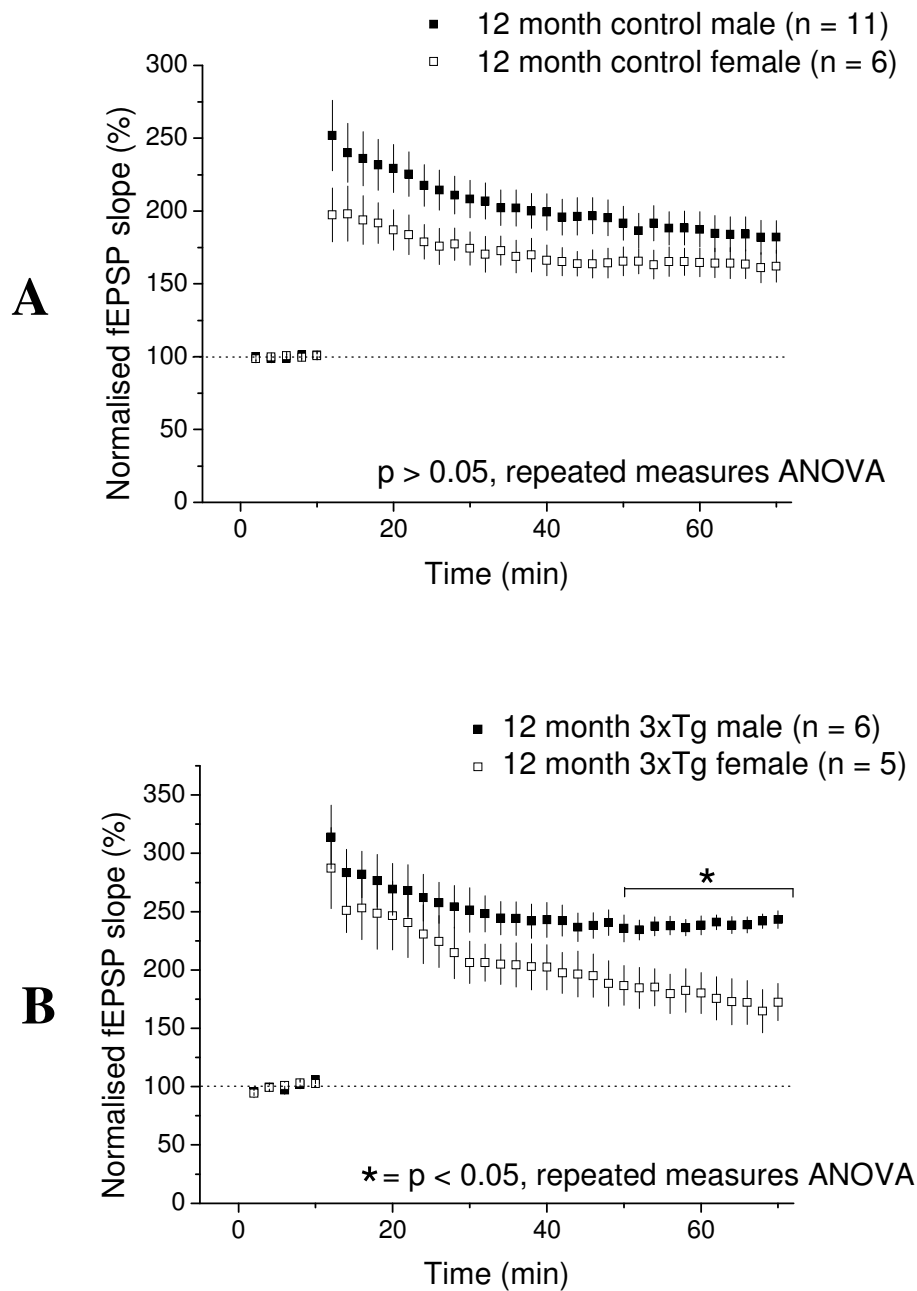 12 month control male (n = 11)
12 month control female (n = 6)
A
Normalised fEPSP slope (%)
300
250
200
150
100
50
0
p > 0.05, repeated measures ANOVA
0 20 40 60
Time (min)
12 month 3xTg male (n = 6)
12 month 3xTg female (n = 5)
B
Normalised fEPSP slope (%)
350
300
250
200
150
100
50
0
*
* = p < 0.05, repeated measures ANOVA
0 20 40 60
Time (min)